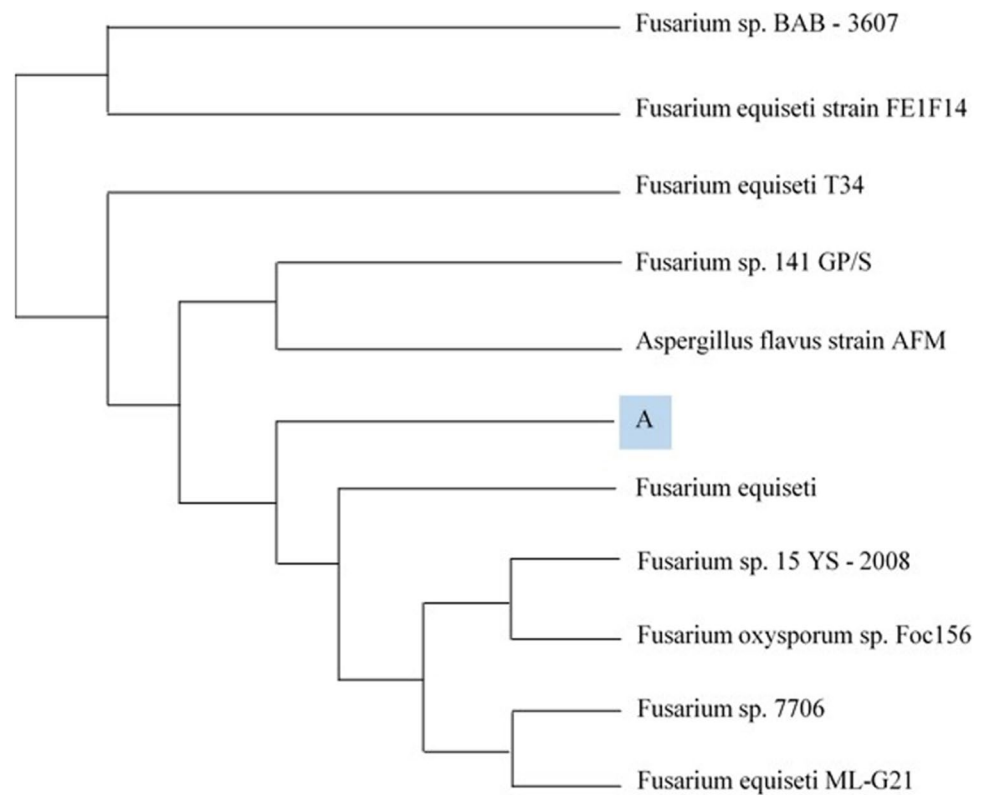 Fusarium sp. BAB - 3607
Fusarium equiseti strain FE1F14
Fusarium equiseti T34
Fusarium sp. 141 GP/S
Aspergillus flavus strain AFM
A
Fusarium equiseti
Fusarium sp. 15 YS - 2008
Fusarium oxysporum sp. Foc156
Fusarium sp. 7706
Fusarium equiseti ML-G21